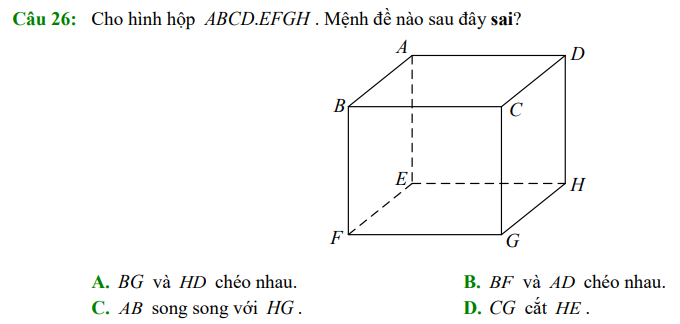 Câu 26: Cho hình hộp ABCD.EFGH . Mệnh đề nào sau đây sai?
A D
B C
E H
F G
A. BG và HD chéo nhau. B. BF và AD chéo nhau.
C. AB song song với HG . D. CG cắt HE .